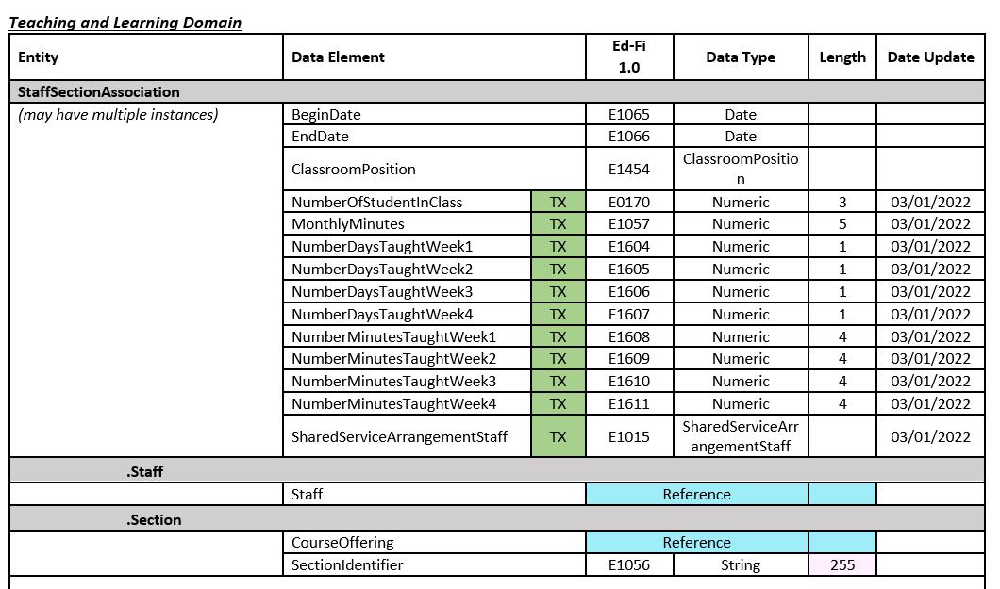 Teaching and Learning Domain
Entity Data Element Ed-Fi 1.0 Data Type Length Date Update
StaffSectionAssociation
(may have multiple instances) BeginDate E1065 Date
EndDate E1066 Date
ClassroomPosition E1454 ClassroomPositio
n
NumberOfStudentInClass TX E0170 Numeric 3 03/01/2022
MonthlyMinutes TX E1057 Numeric 5 03/01/2022
NumberDaysTaughtWeek1 TX E1604 Numeric 1 03/01/2022
NumberDaysTaughtWeek2 TX E1605 Numeric 1 03/01/2022
NumberDaysTaughtWeek3 TX E1606 Numeric 1 03/01/2022
NumberDaysTaughtWeek4 TX E1607 Numeric 1 03/01/2022
NumberMinutesTaughtWeek1 TX E1608 Numeric 4 03/01/2022
NumberMinutesTaughtWeek2 TX E1609 Numeric 4 03/01/2022
NumberMinutesTaughtWeek3 TX E1610 Numeric 4 03/01/2022
NumberMinutesTaughtWeek4 TX E1611 Numeric 4 03/01/2022
SharedServiceArrangementStaff TX E1015 SharedServiceArr
angementStaff 03/01/2022
.Staff
Staff Reference
.Section
CourseOffering Reference
SectionIdentifier E1056 String 255